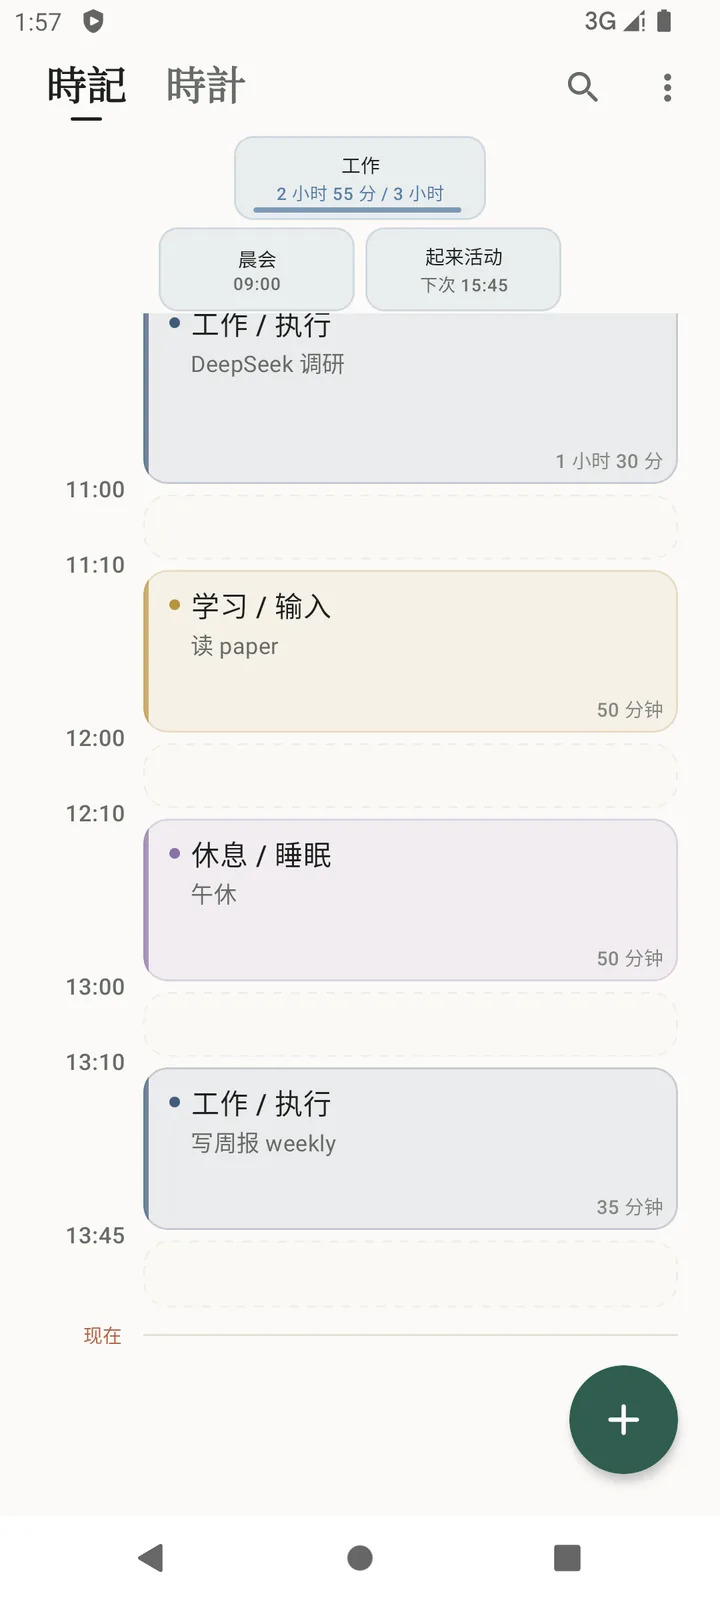 1:57
3G
時記 時計
工作
2 小时 55 分 / 3 小时
晨会
09:00
起来活动
下次 15:45
工作 / 执行
DeepSeek 调研
1 小时 30 分
11:00
11:10
学习 / 输入
读 paper
50 分钟
12:00
12:10
休息 / 睡眠
午休
50 分钟
13:00
13:10
工作 / 执行
写周报 weekly
35 分钟
13:45
现在